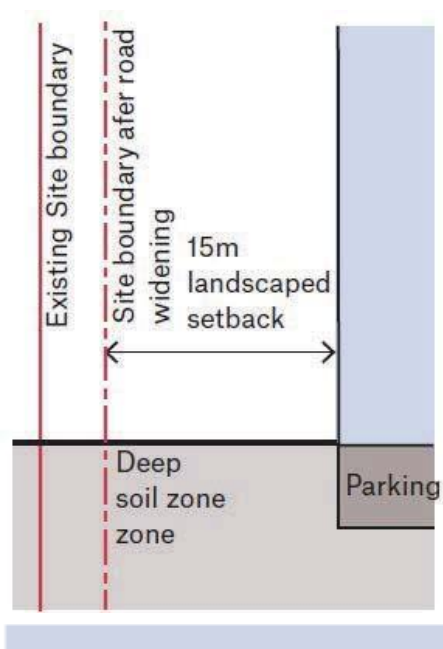 Existing Site boundary
Site boundary afer road
widening
15m
landscaped
setback
Deep
soil zone
zone
Parking